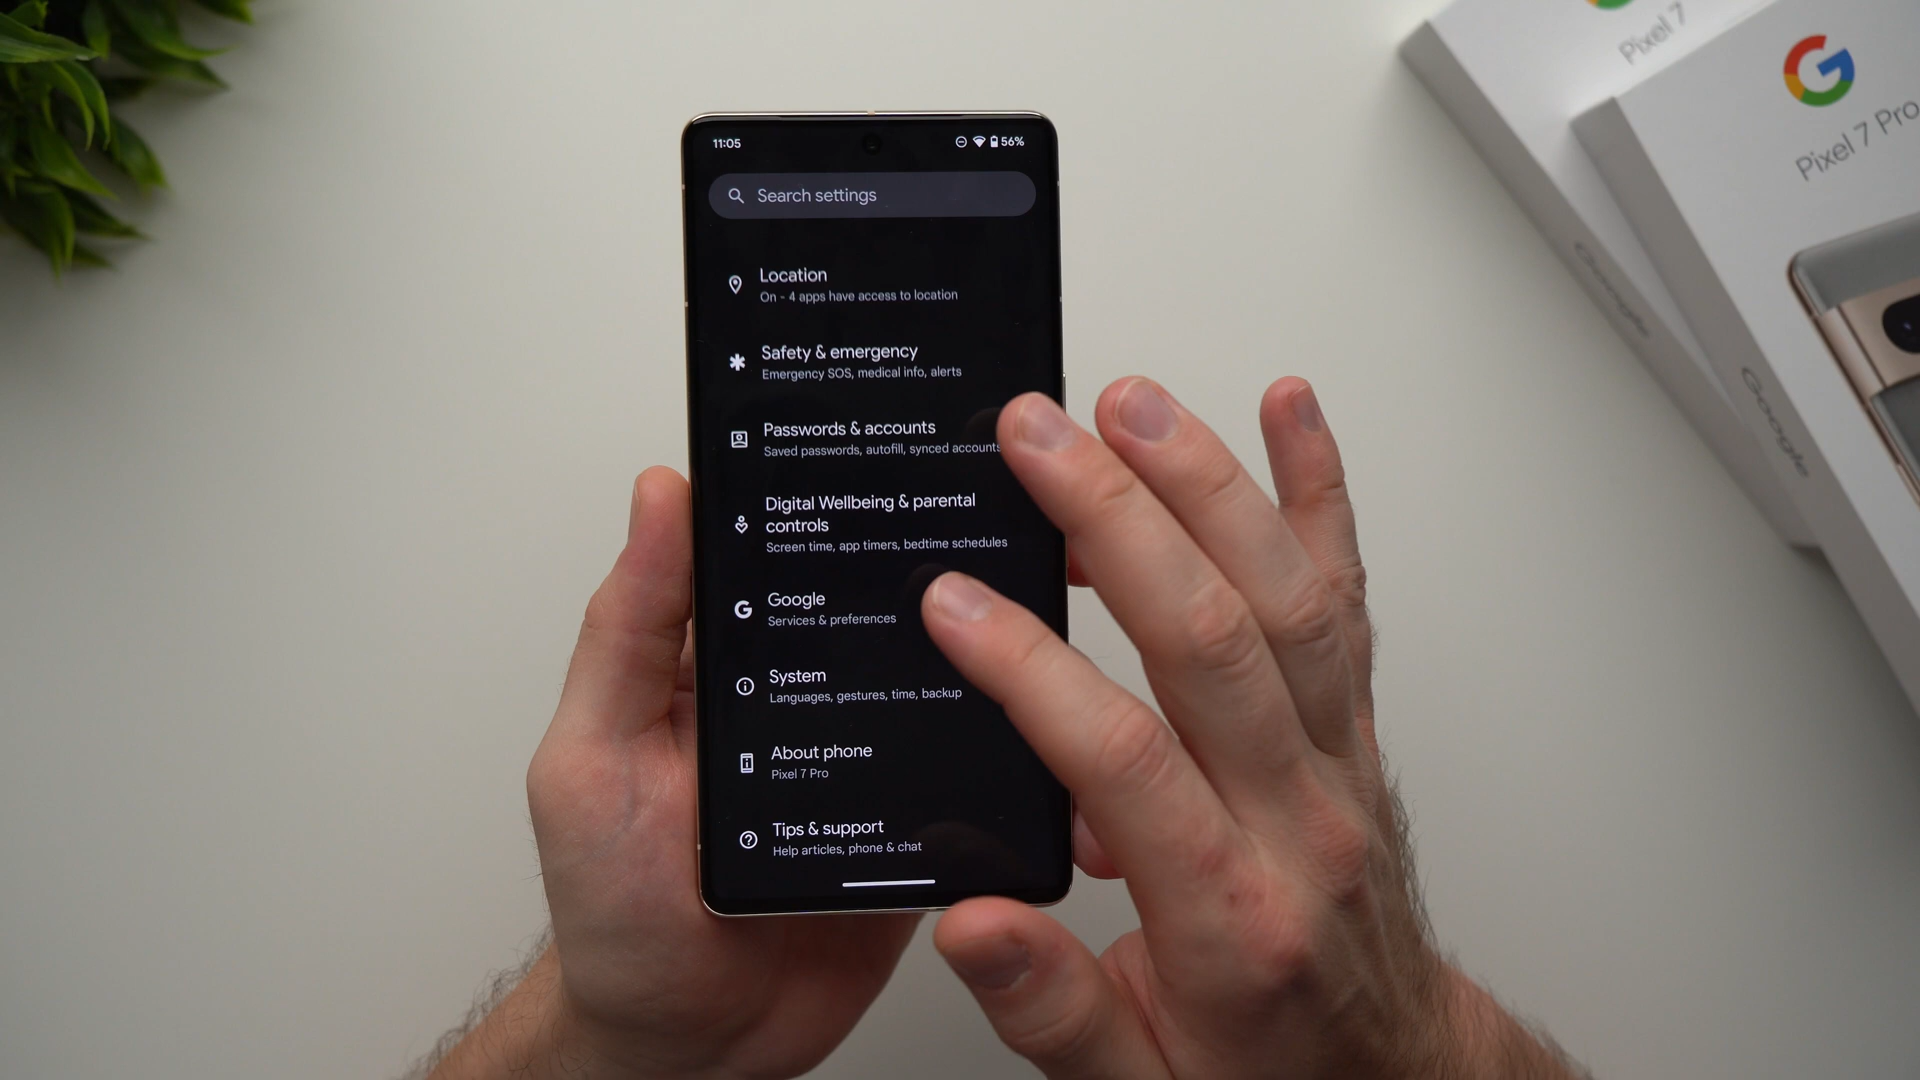 11:05
56%
Search settings
Location
On - 4 apps have access to location
Safety & emergency
Emergency SOS, medical info, alerts
Passwords & accounts
Saved passwords, autofill, synced accounts
Digital Wellbeing & parental
controls
Screen time, app timers, bedtime schedules
Google
Services & preferences
System
Languages, gestures, time, backup
About phone
Pixel 7 Pro
Tips & support
Help articles, phone & chat
Pixel 7
Pixel 7 Pro
Google
Google